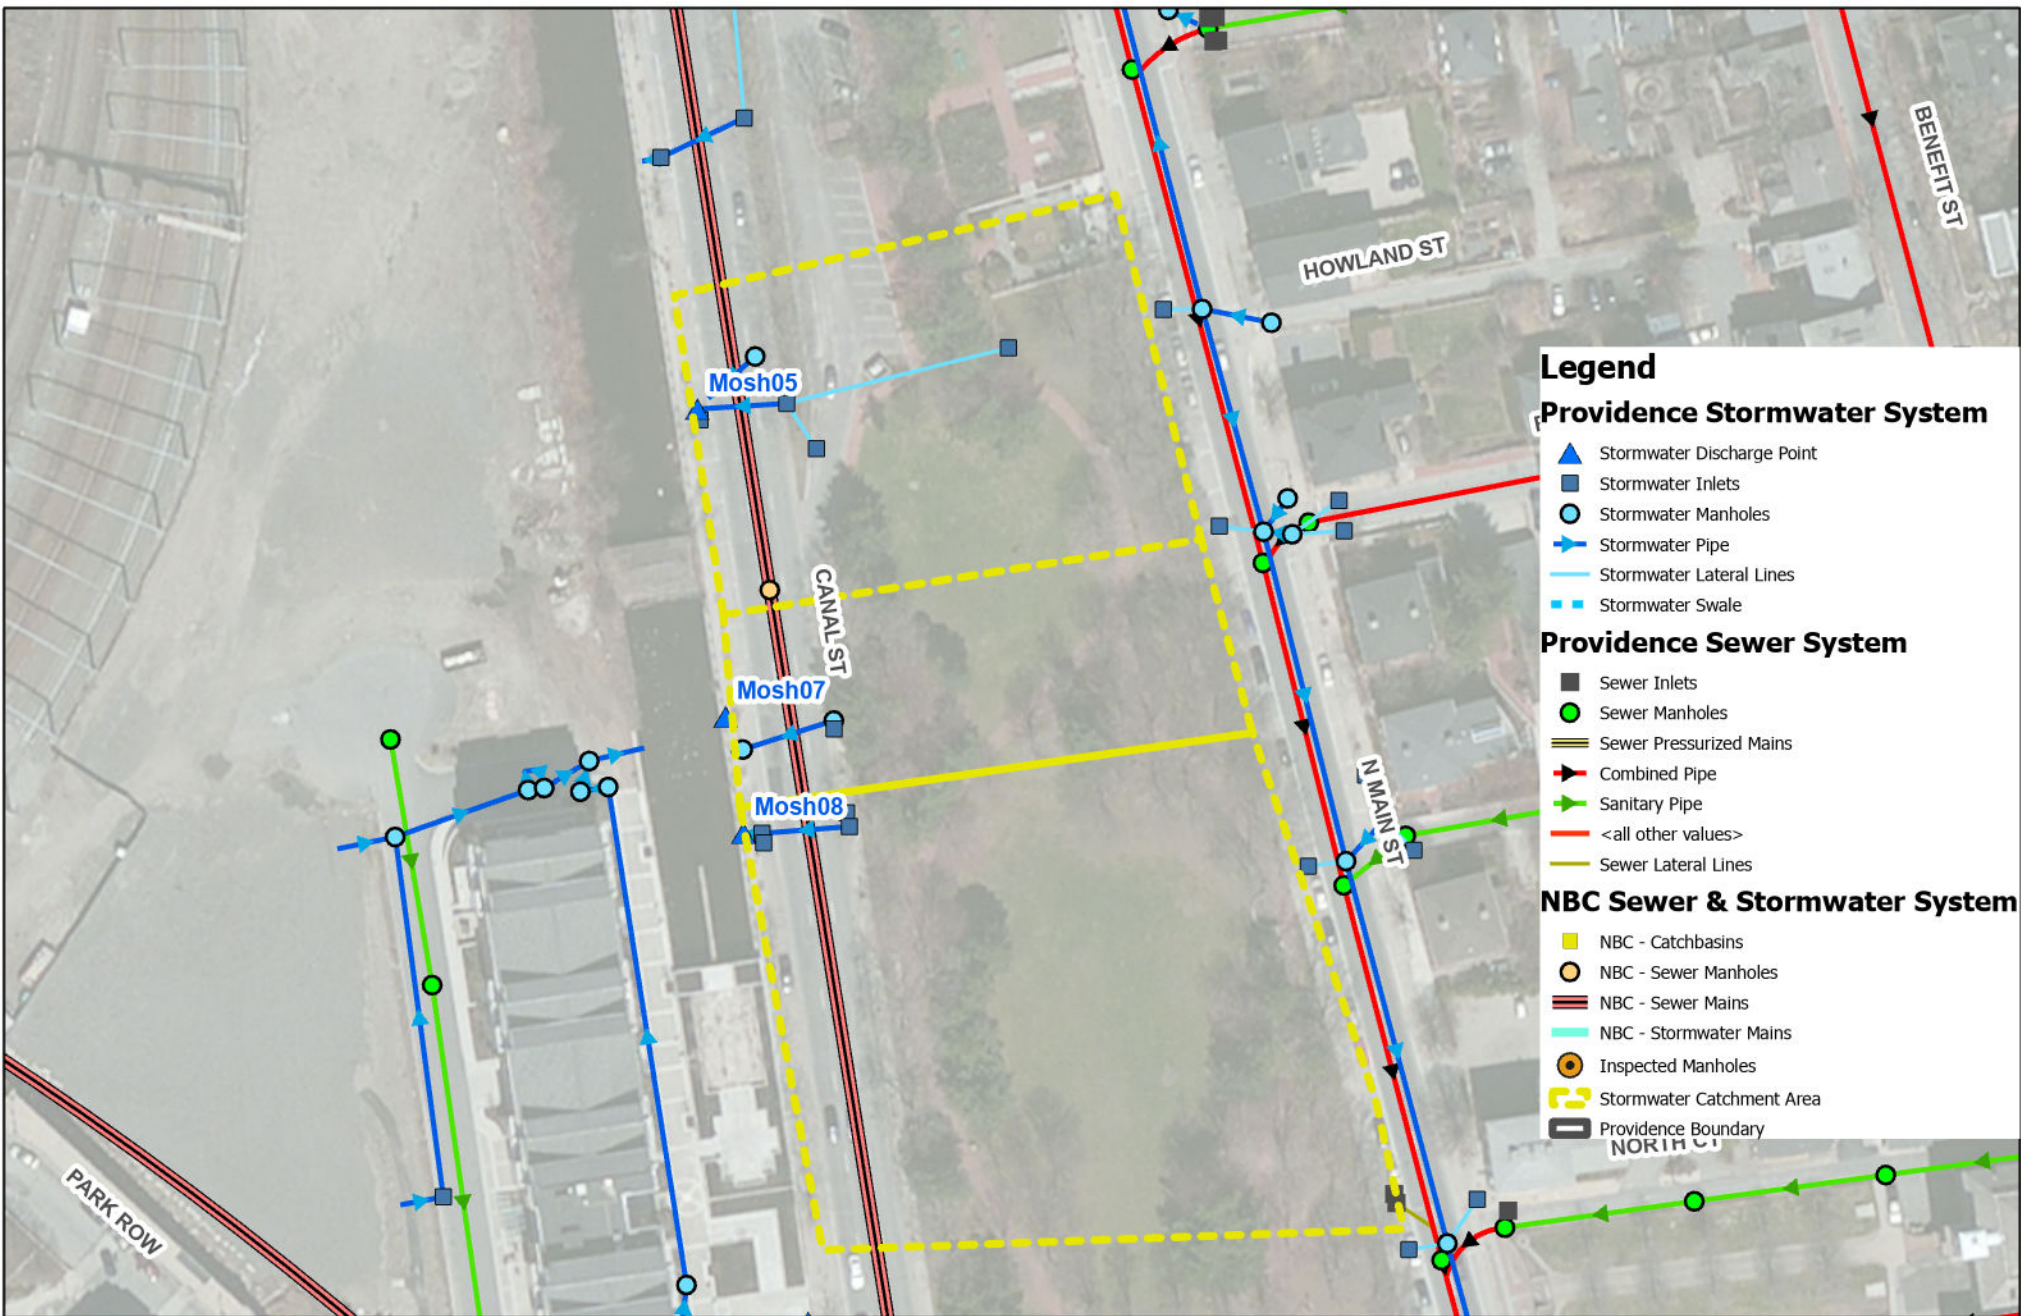 BENEFIT ST
HOWLAND ST
Mosh05
CANAL ST
Mosh07
Mosh08
N MAIN ST
NORTH CT
PARK ROW
Legend
Providence Stormwater System
Stormwater Discharge Point
Stormwater Inlets
Stormwater Manholes
Stormwater Pipe
Stormwater Lateral Lines
Stormwater Swale
Providence Sewer System
Sewer Inlets
Sewer Manholes
Sewer Pressurized Mains
Combined Pipe
Sanitary Pipe
<all other values>
Sewer Lateral Lines
NBC Sewer & Stormwater System
NBC - Catchbasins
NBC - Sewer Manholes
NBC - Sewer Mains
NBC - Stormwater Mains
Inspected Manholes
Stormwater Catchment Area
Providence Boundary